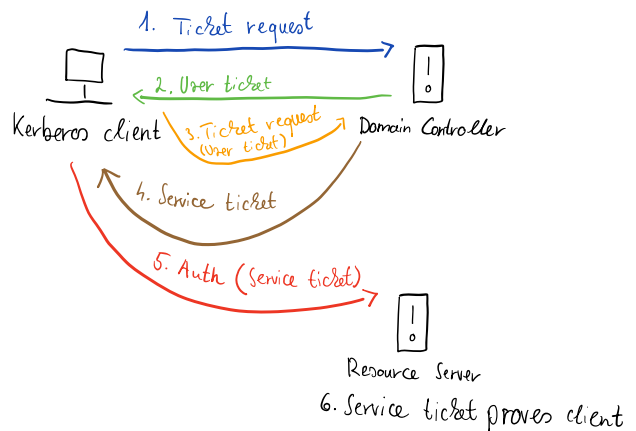 1. Ticket request
2. User ticket
Kerberos client
3. Ticket request
(User ticket)
Domain Controller
4. Service ticket
5. Auth (Service ticket)
Resource Server
6. Service ticket proves client